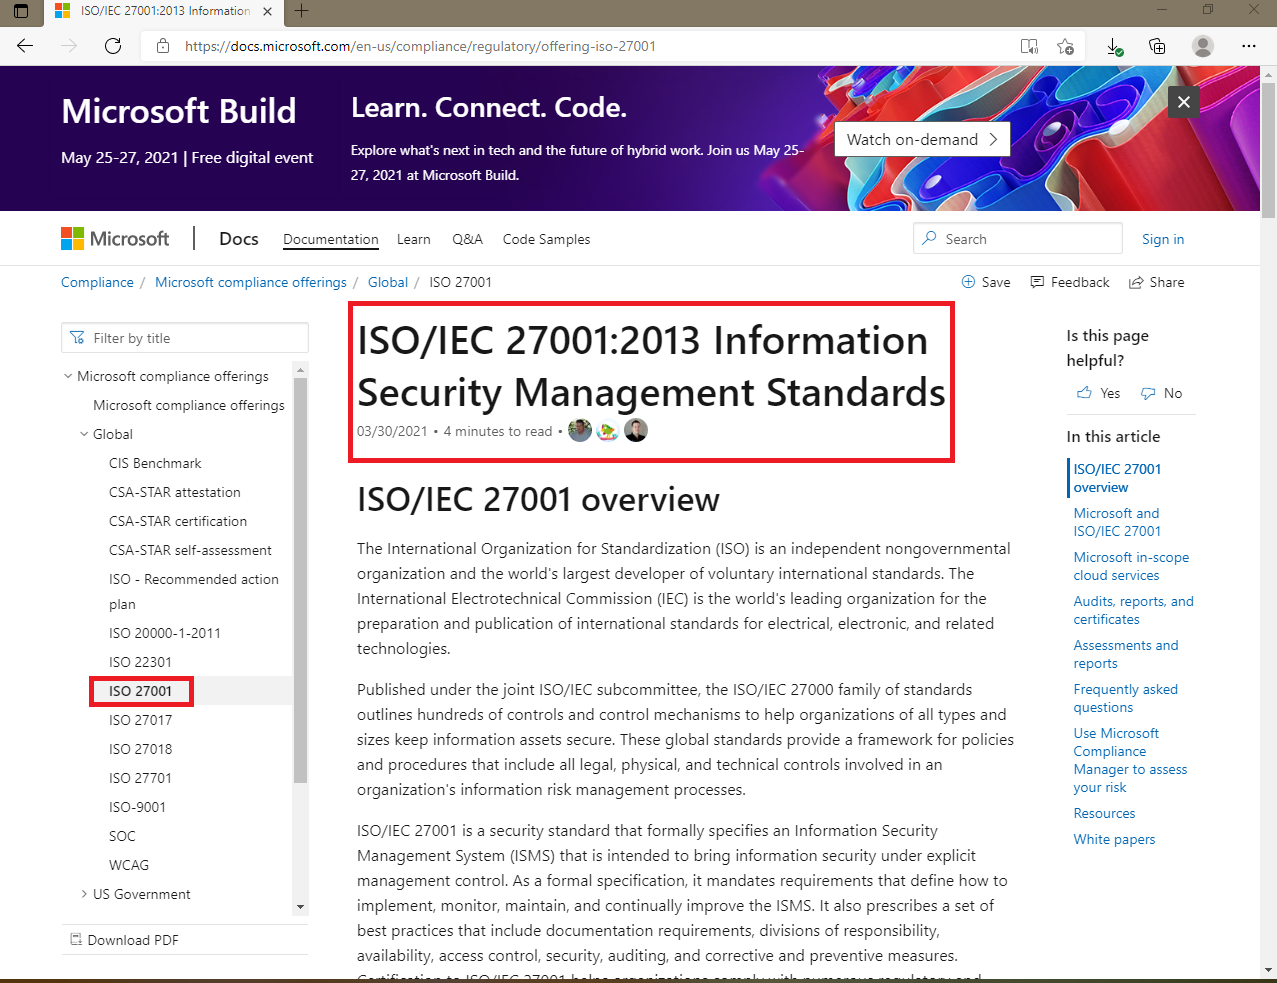 ISO/IEC 27001:2013 Information
https://docs.microsoft.com/en-us/compliance/regulatory/offering-iso-27001
Microsoft Build
May 25-27, 2021 | Free digital event
Learn. Connect. Code.
Explore what's next in tech and the future of hybrid work. Join us May 25-
27, 2021 at Microsoft Build.
Watch on-demand
Microsoft
Docs
Documentation
Learn
Q&A
Code Samples
Search
Sign in
Compliance / Microsoft compliance offerings / Global / ISO 27001
Save
Feedback
Share
Filter by title
Microsoft compliance offerings
Microsoft compliance offerings
Global
CIS Benchmark
CSA-STAR attestation
CSA-STAR certification
CSA-STAR self-assessment
ISO - Recommended action
plan
ISO 20000-1-2011
ISO 22301
ISO 27001
ISO 27017
ISO 27018
ISO 27701
ISO-9001
SOC
WCAG
US Government
Download PDF
ISO/IEC 27001:2013 Information
Security Management Standards
03/30/2021 • 4 minutes to read •
ISO/IEC 27001 overview
The International Organization for Standardization (ISO) is an independent nongovernmental
organization and the world's largest developer of voluntary international standards. The
International Electrotechnical Commission (IEC) is the world's leading organization for the
preparation and publication of international standards for electrical, electronic, and related
technologies.
Published under the joint ISO/IEC subcommittee, the ISO/IEC 27000 family of standards
outlines hundreds of controls and control mechanisms to help organizations of all types and
sizes keep information assets secure. These global standards provide a framework for policies
and procedures that include all legal, physical, and technical controls involved in an
organization's information risk management processes.
ISO/IEC 27001 is a security standard that formally specifies an Information Security
Management System (ISMS) that is intended to bring information security under explicit
management control. As a formal specification, it mandates requirements that define how to
implement, monitor, maintain, and continually improve the ISMS. It also prescribes a set of
best practices that include documentation requirements, divisions of responsibility,
availability, access control, security, auditing, and corrective and preventive measures.
Certification to ISO/IEC 27001 helps organizations comply with numerous regulatory and
Is this page
helpful?
Yes
No
In this article
ISO/IEC 27001
overview
Microsoft and
ISO/IEC 27001
Microsoft in-scope
cloud services
Audits, reports, and
certificates
Assessments and
reports
Frequently asked
questions
Use Microsoft
Compliance
Manager to assess
your risk
Resources
White papers